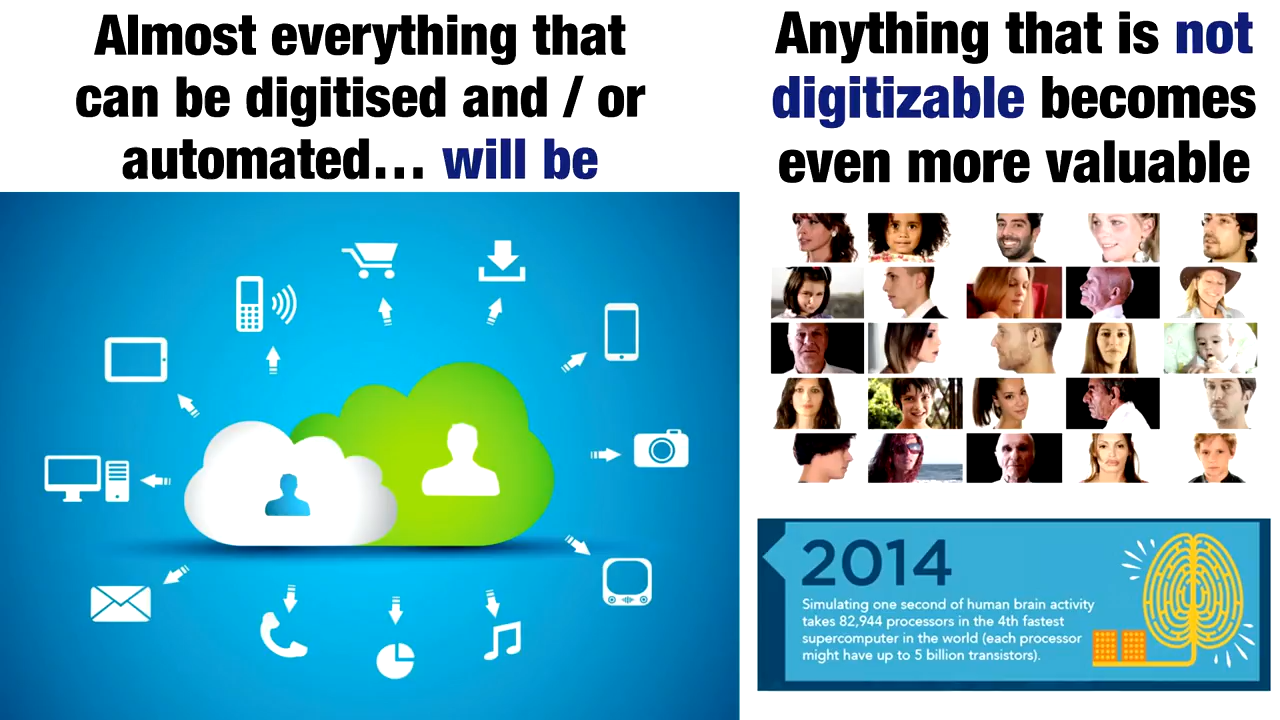 Almost everything that
can be digitised and / or
automated... will be
Anything that is not
digitizable becomes
even more valuable
2014
Simulating one second of human brain activity
takes 82,944 processors in the 4th fastest
supercomputer in the world (each processor
might have up to 5 billion transistors).